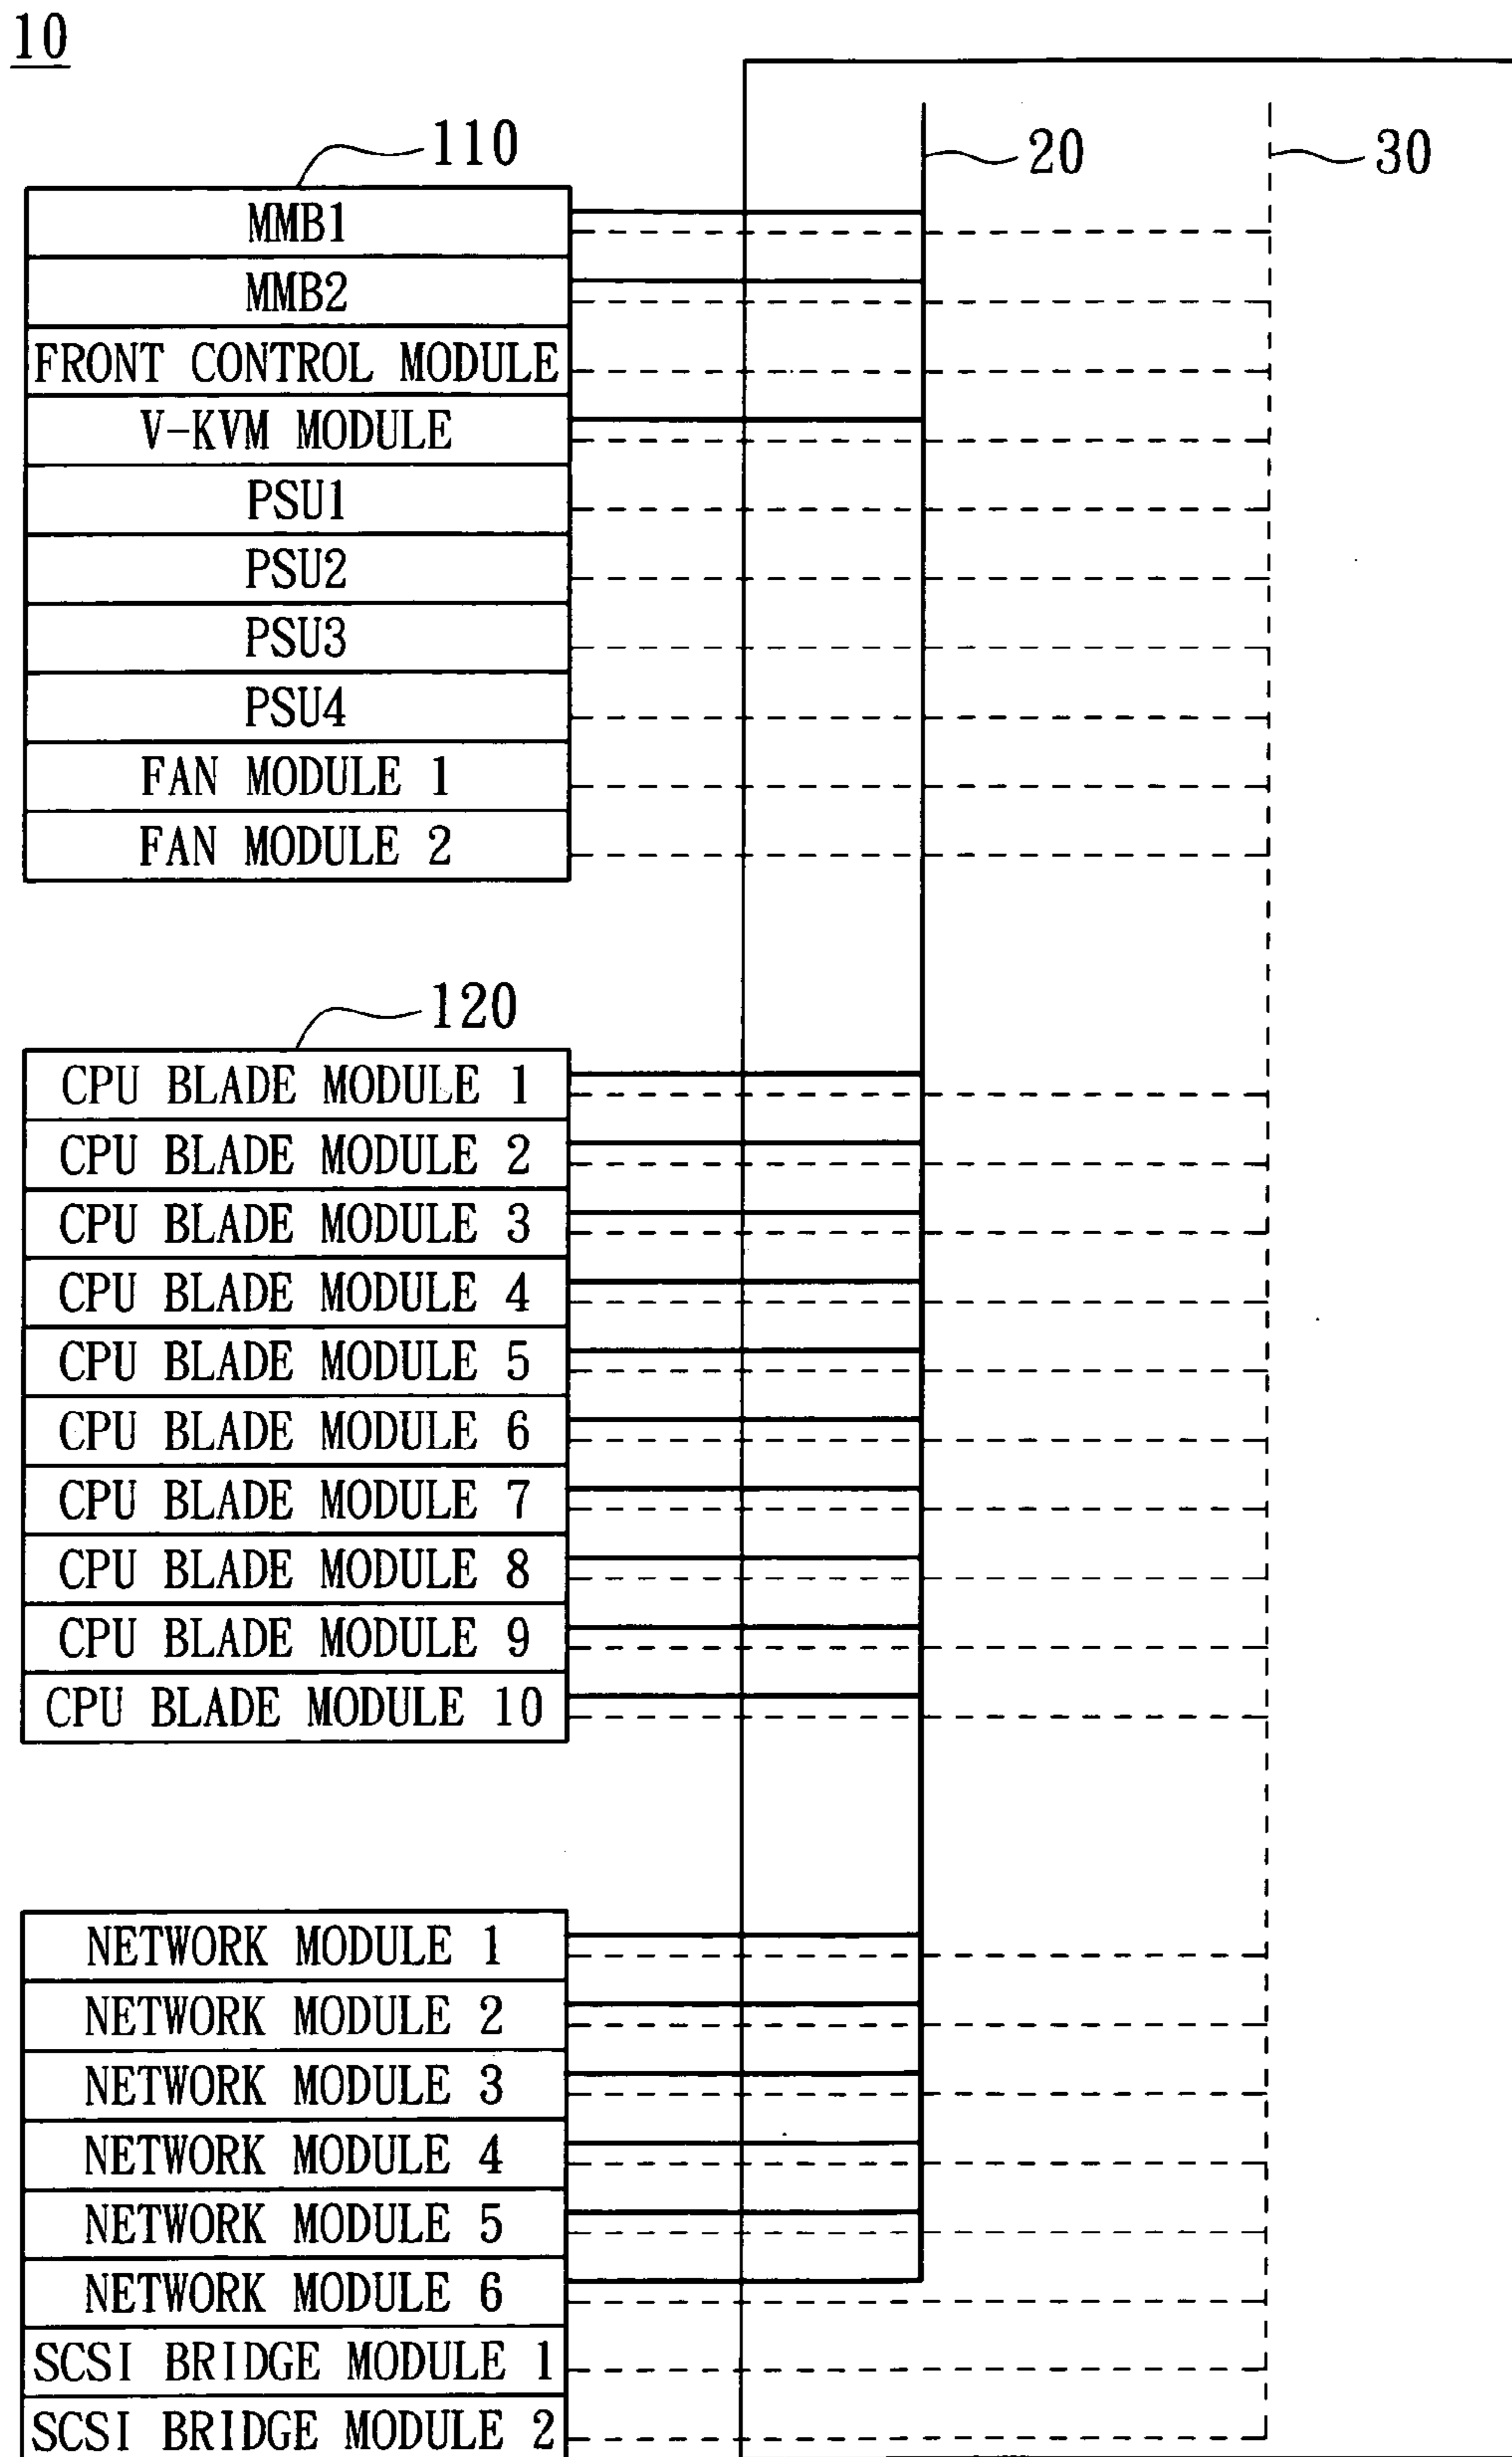 10
110
20
30
MMB1
MMB2
FRONT CONTROL MODULE
V-KVM MODULE
PSU1
PSU2
PSU3
PSU4
FAN MODULE 1
FAN MODULE 2
120
CPU BLADE MODULE 1
CPU BLADE MODULE 2
CPU BLADE MODULE 3
CPU BLADE MODULE 4
CPU BLADE MODULE 5
CPU BLADE MODULE 6
CPU BLADE MODULE 7
CPU BLADE MODULE 8
CPU BLADE MODULE 9
CPU BLADE MODULE 10
NETWORK MODULE 1
NETWORK MODULE 2
NETWORK MODULE 3
NETWORK MODULE 4
NETWORK MODULE 5
NETWORK MODULE 6
SCSI BRIDGE MODULE 1
SCSI BRIDGE MODULE 2